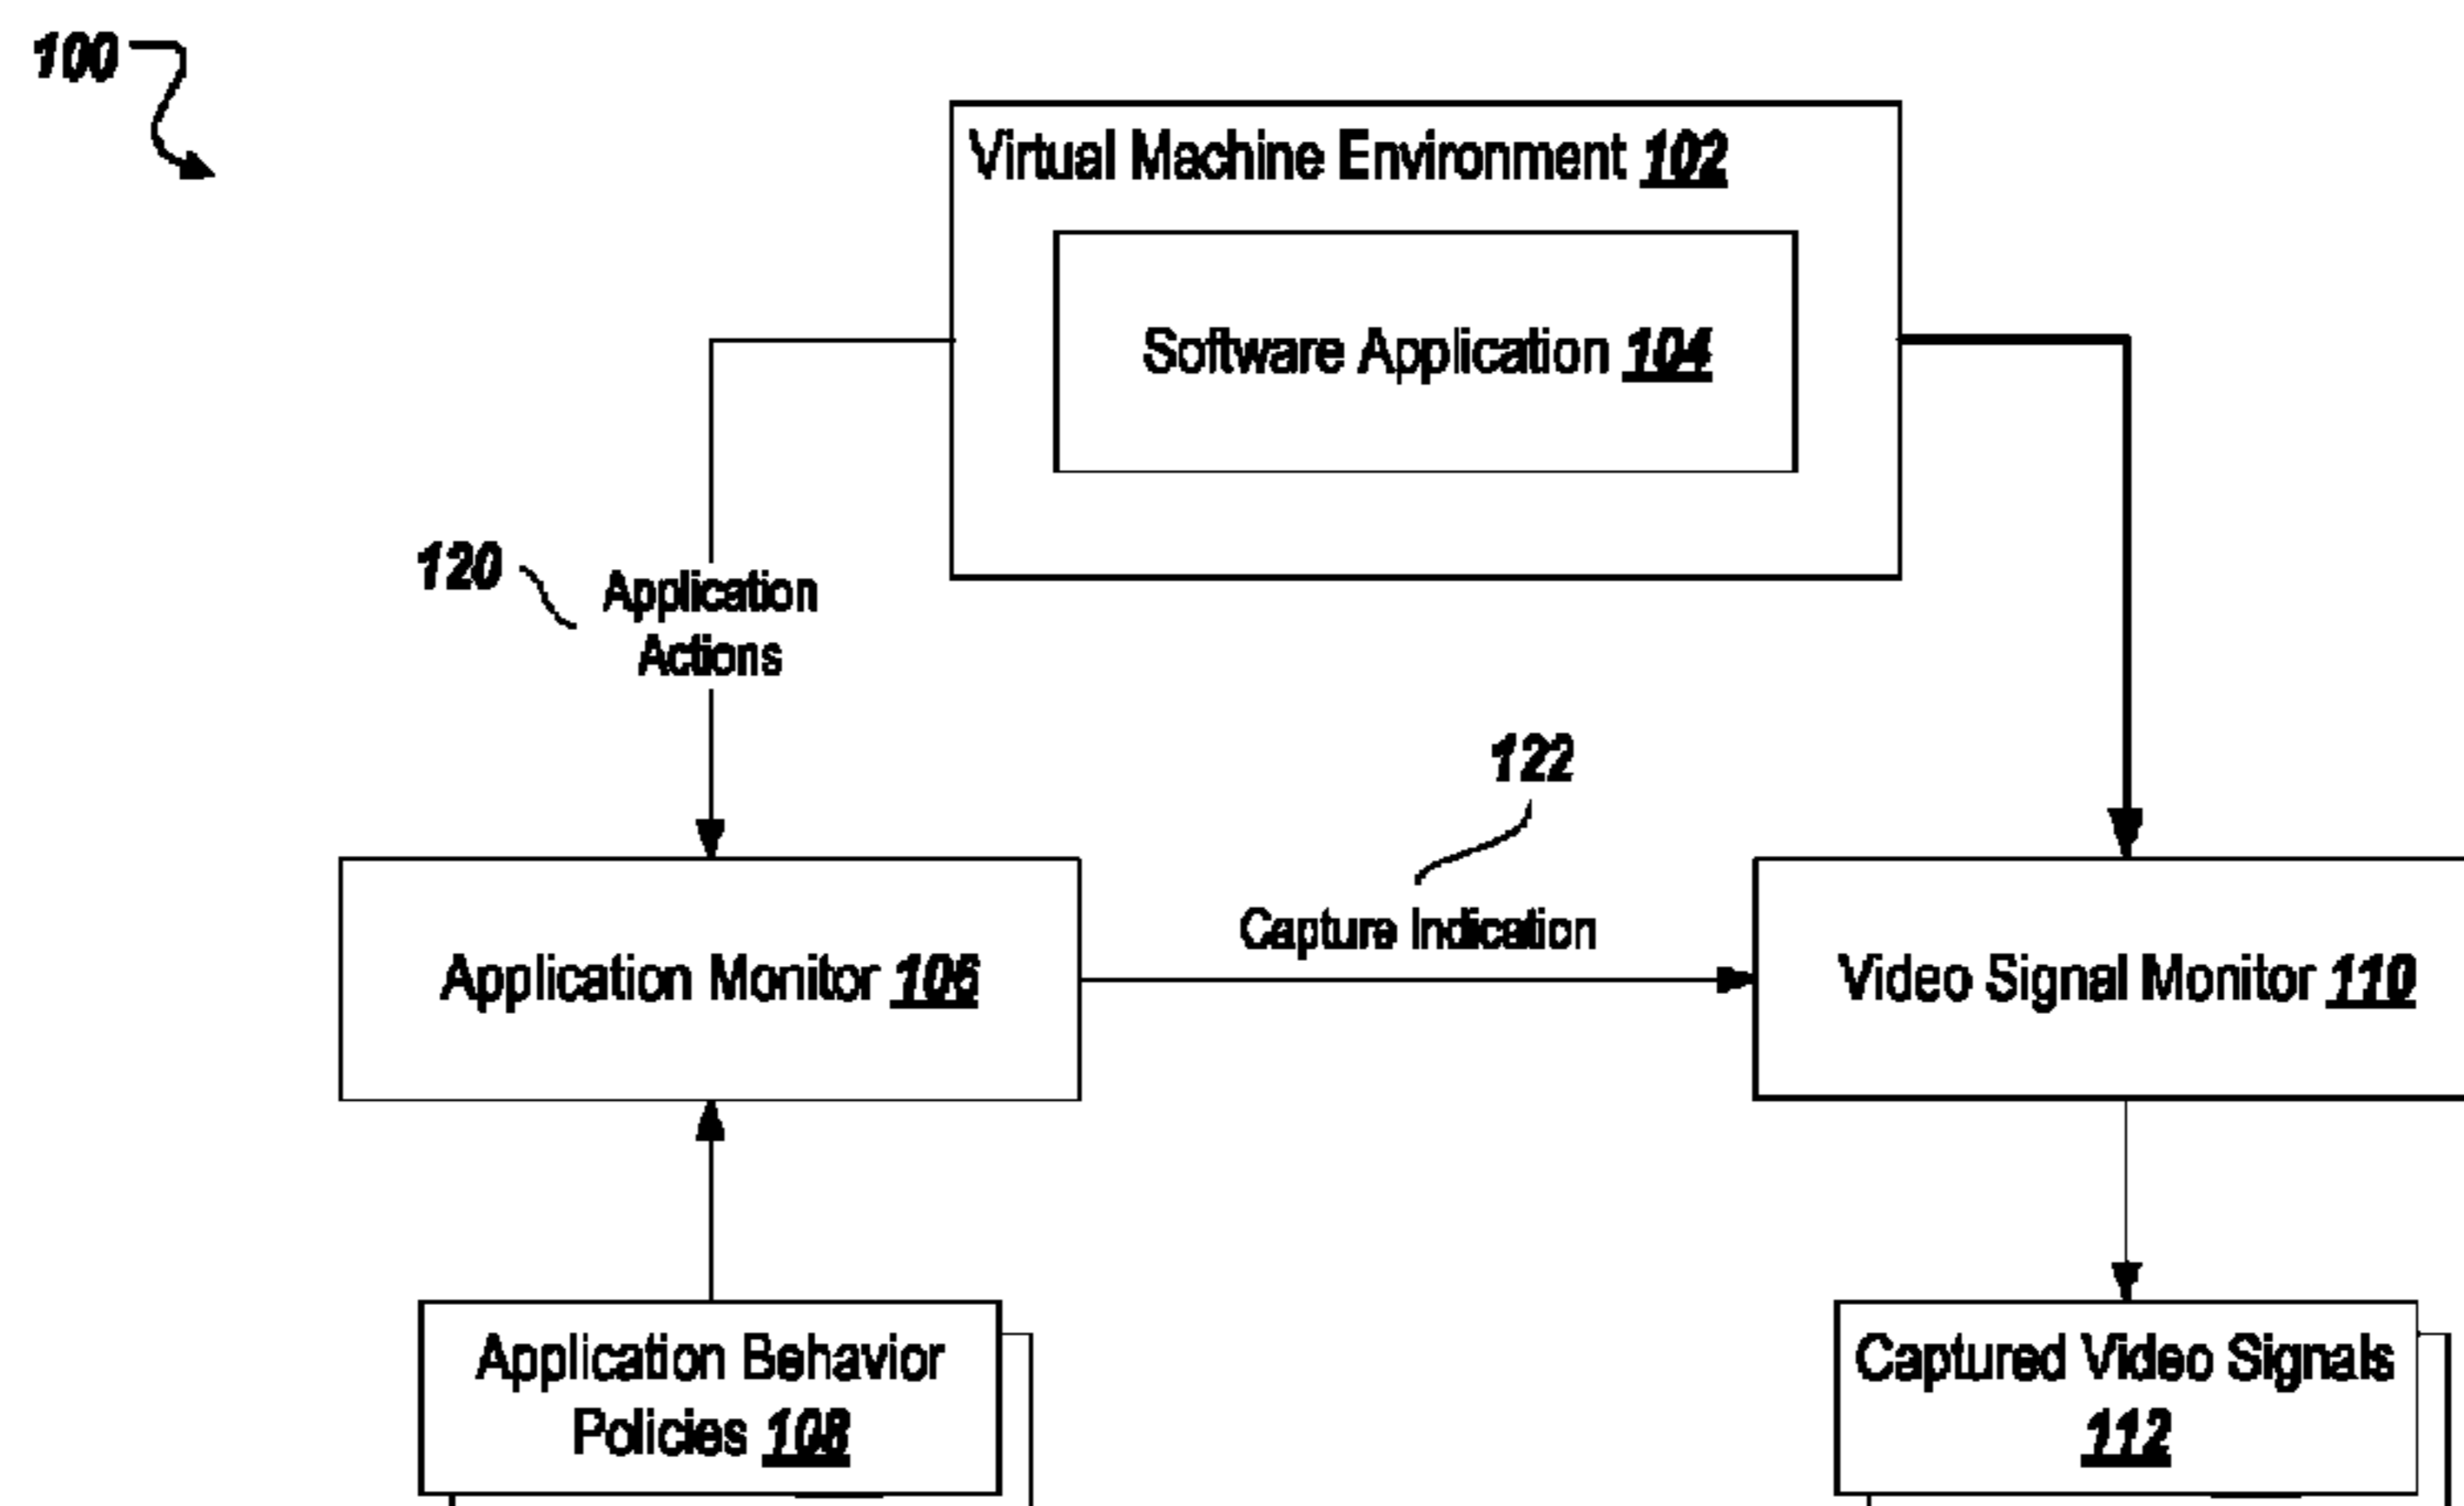 100
Virtual Machine Environment 102
Software Application 104
120
Application
Actions
122
Capture Indication
Application Monitor 106
Video Signal Monitor 110
Application Behavior
Policies 108
Captured Video Signals
112